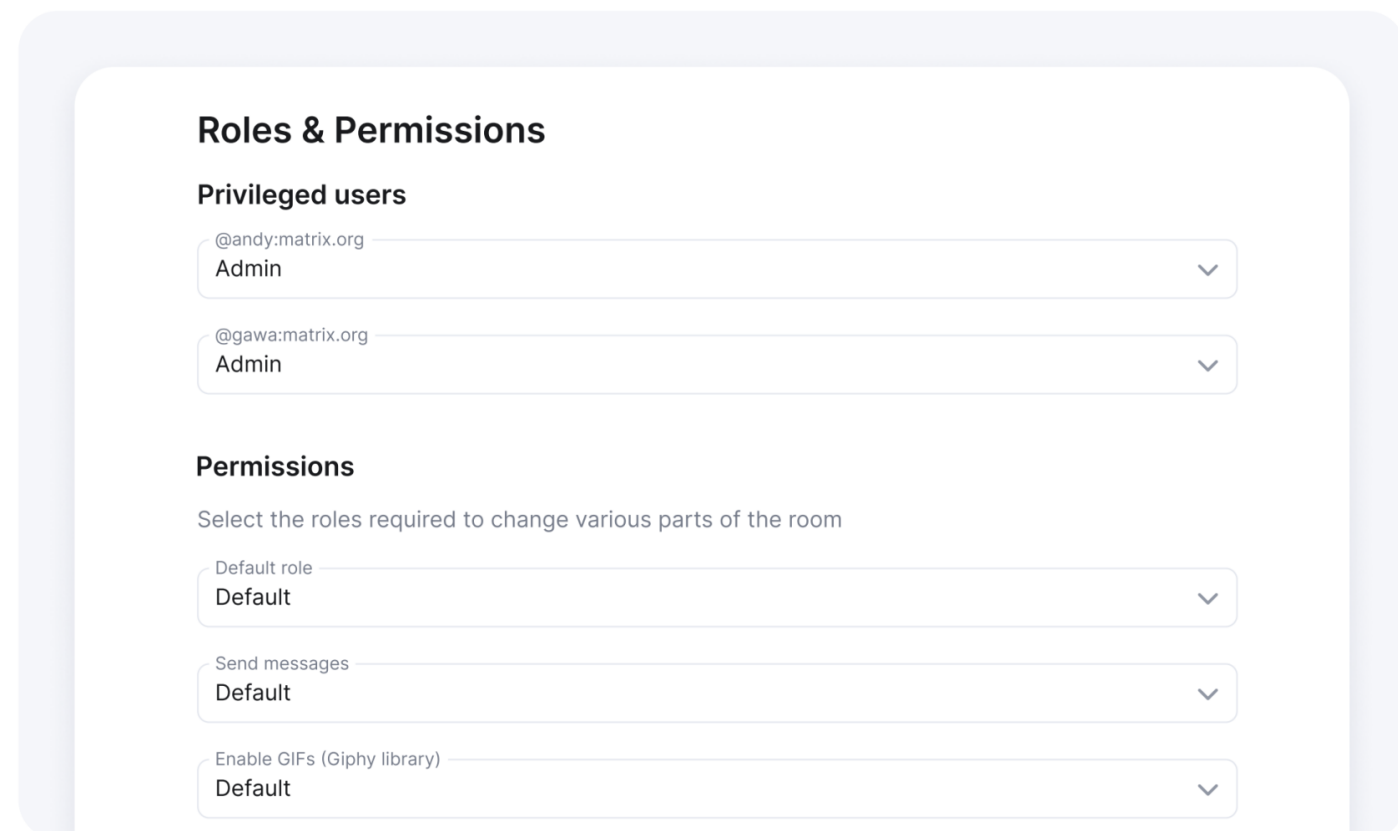 Roles & Permissions
Privileged users
@andy:matrix.org
Admin
@gawa:matrix.org
Admin
Permissions
Select the roles required to change various parts of the room
Default role
Default
Send messages
Default
Enable GIFs (Giphy library)
Default